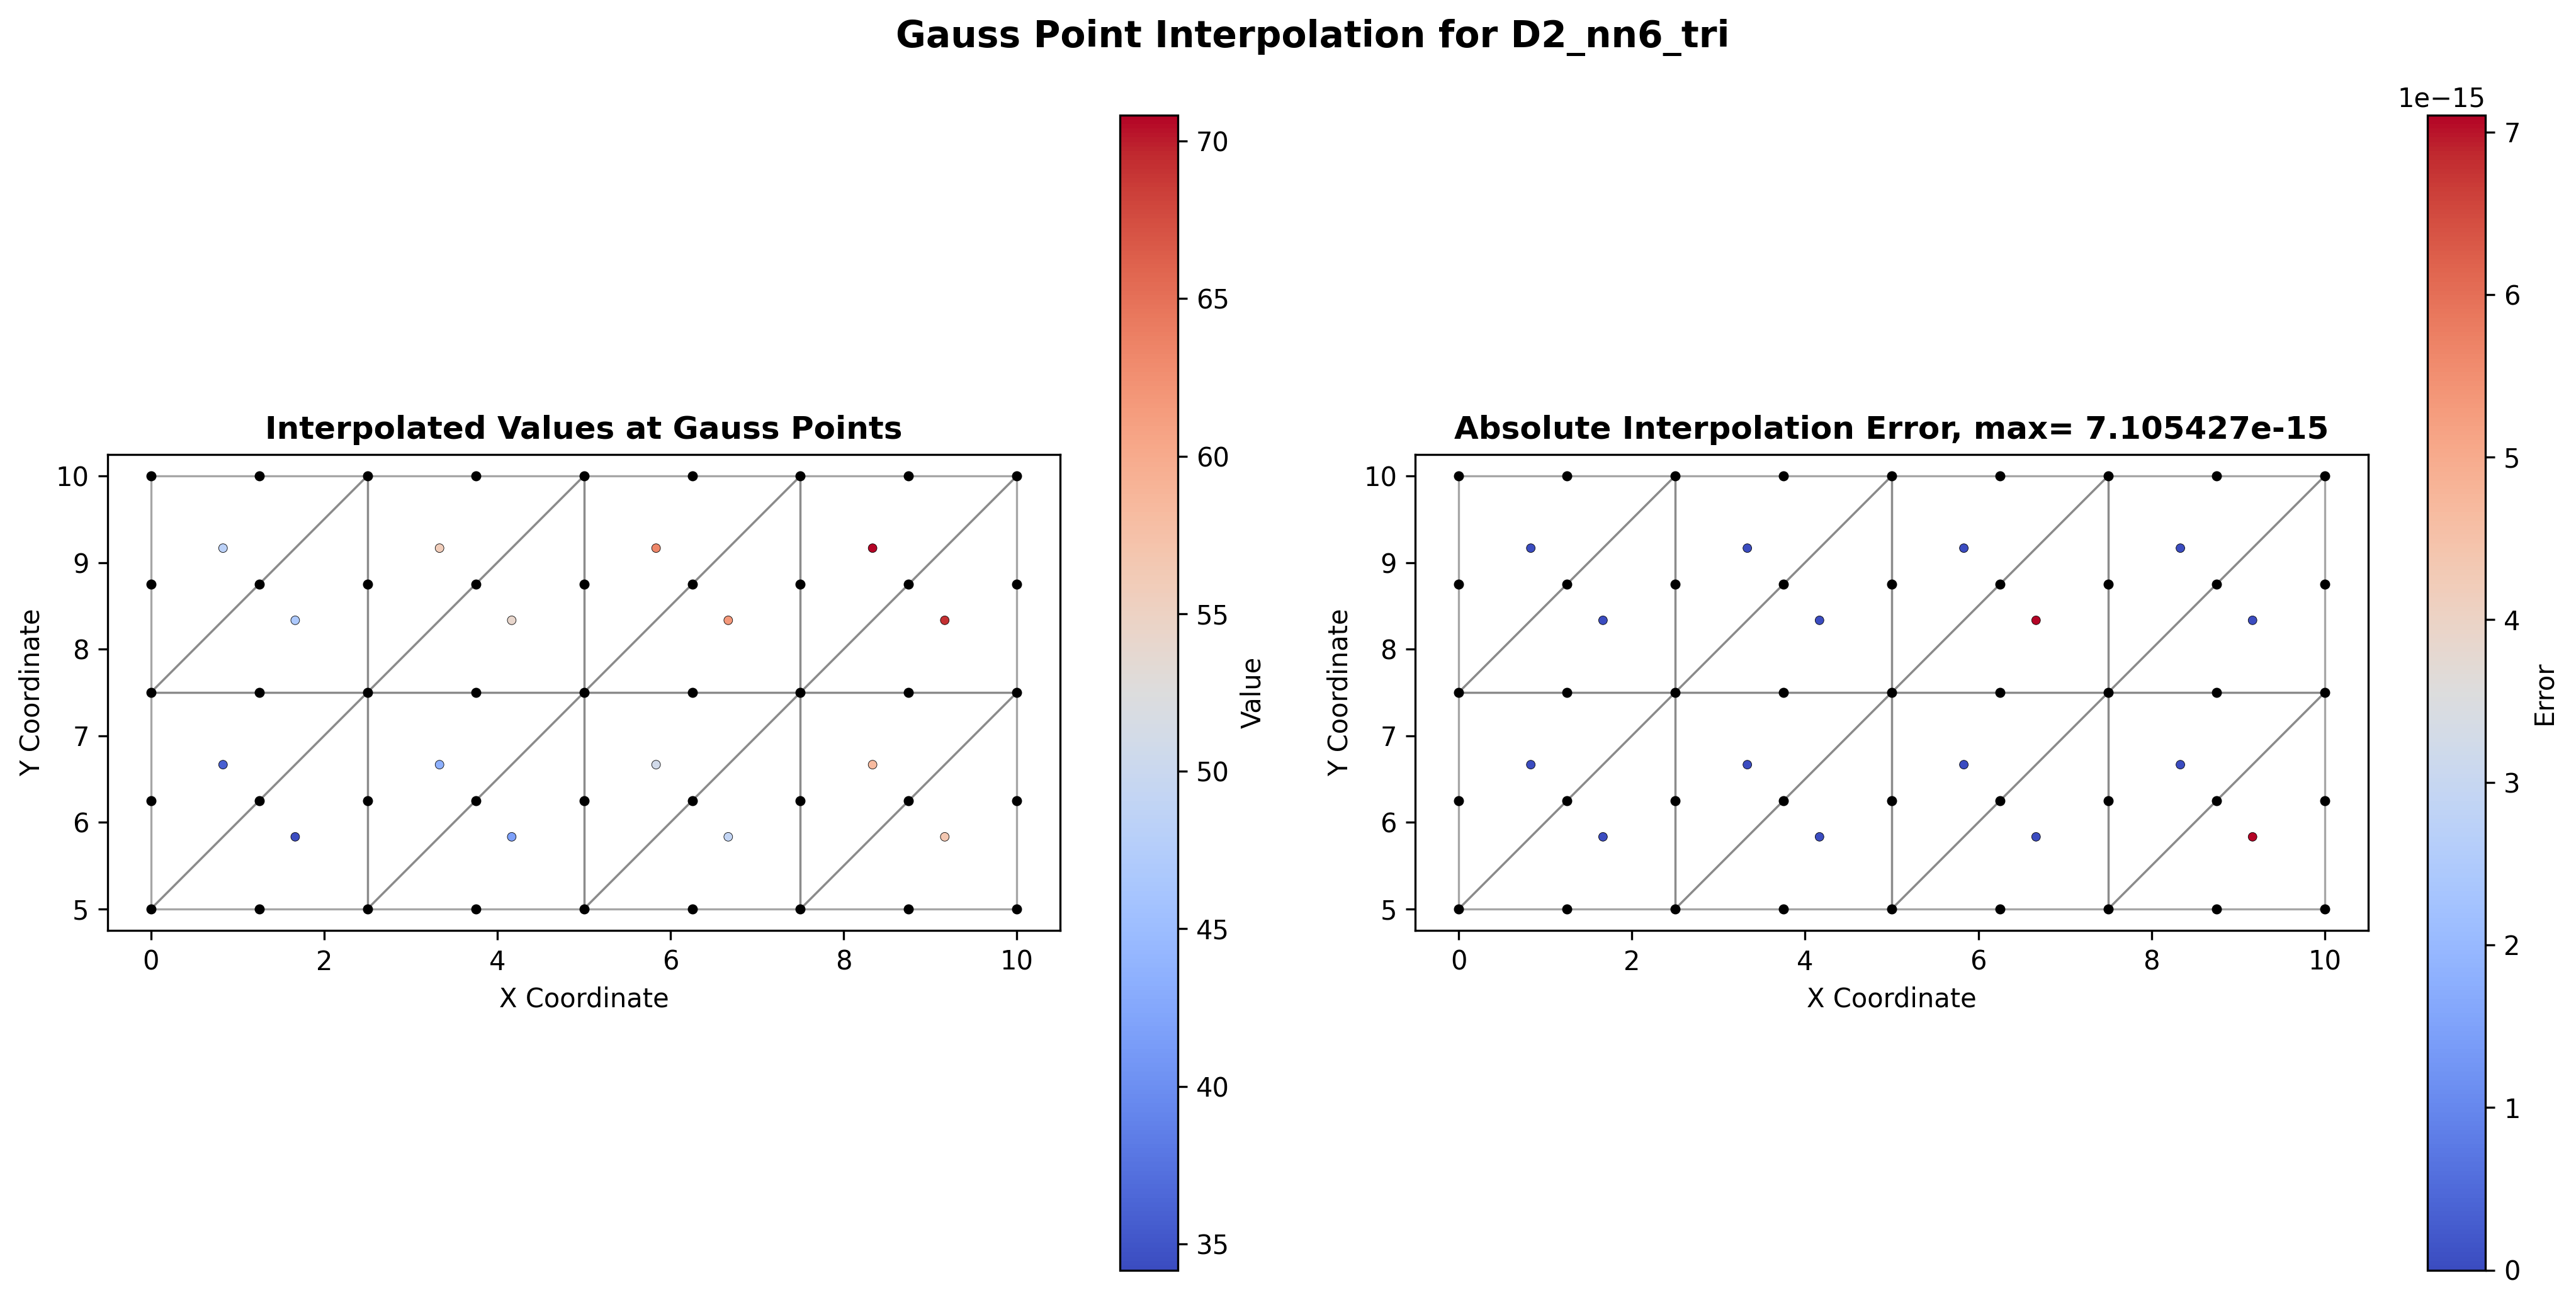 Gauss Point Interpolation for D2_nn6_tri
Interpolated Values at Gauss Points
10
9
8
7
6
5
Y Coordinate
0 2 4 6 8 10
X Coordinate
70
65
60
55
50
45
40
35
Value
Absolute Interpolation Error, max= 7.105427e-15
10
9
8
7
6
5
Y Coordinate
0 2 4 6 8 10
X Coordinate
1e−15
7
6
5
4
3
2
1
0
Error